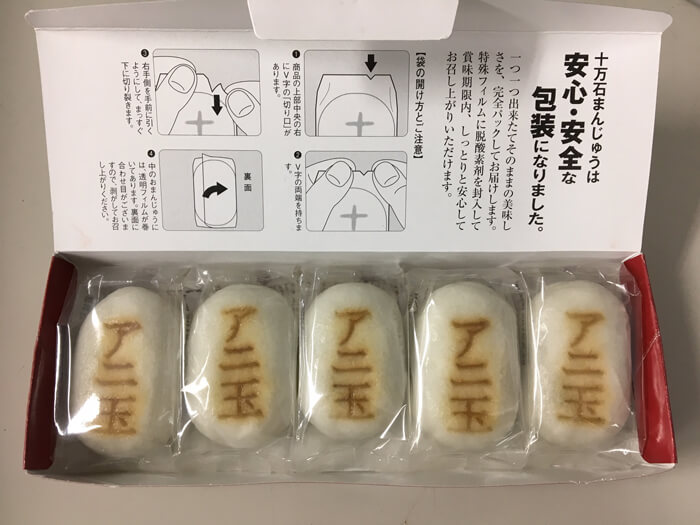 十万石まんじゅうは
安心・安全な
包装になりました。
一つ一つ出来たてそのままの美味し
さを、完全パックしてお届けします。
特殊フィルムに脱酸素剤を封入して
賞味期限内、しっとりと安心して
お召し上がりいただけます。
【袋の開け方とご注意】
❶商品の上部中央の右
にV字の「切り口」が
あります。
❷V字の両端を持ちま
す。
❸右手側を手前に引く
ようにして、まっすぐ
下に切り裂きます。
❹中のおまんじゅうに
は、透明フィルムが巻
いてあります。裏面に
合わせ目がございま
すので、剥がしてお召
し上がりください。
裏面
アニ玉
アニ玉
アニ玉
アニ玉
アニ玉